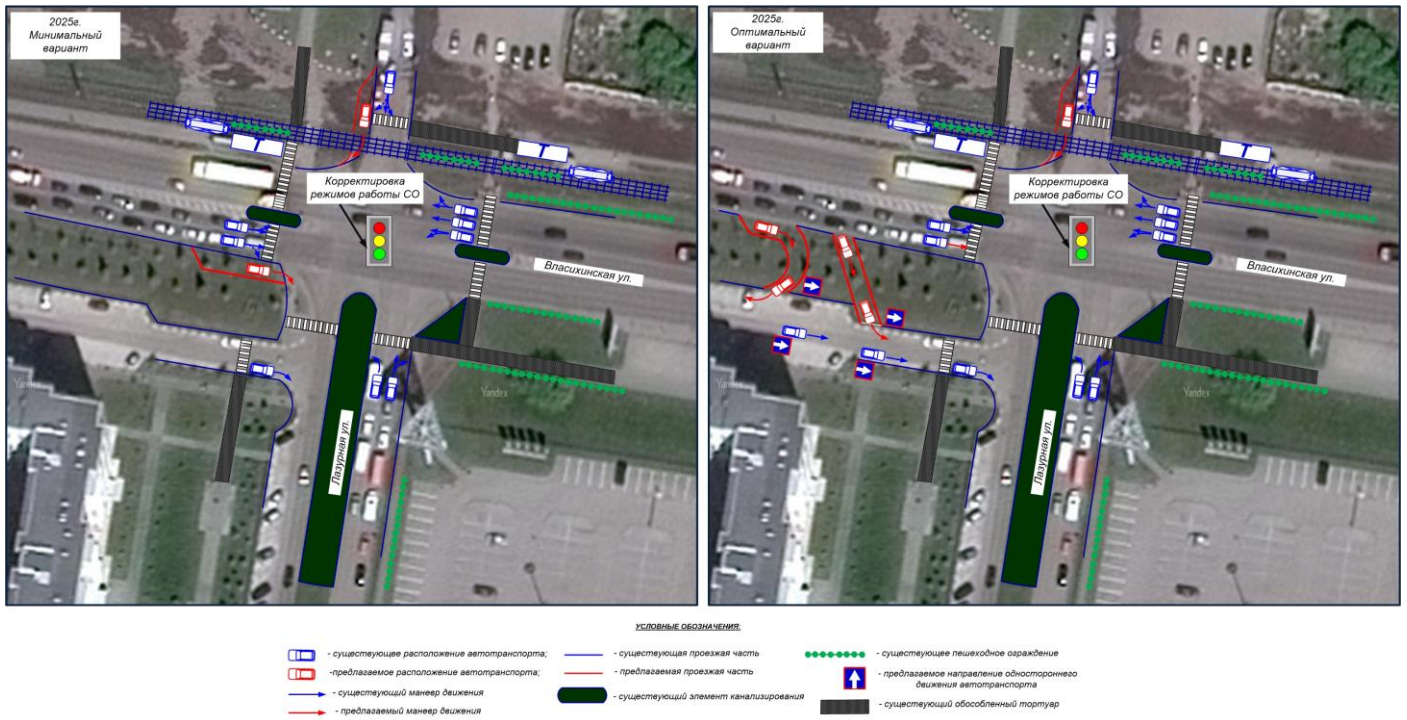 2025г.
Минимальный
вариант
2025г.
Оптимальный
вариант
Т
Т
Корректировка
режимов работы СО
Корректировка
режимов работы СО
Власихинская ул.
Власихинская ул.
Yandex
Yandex
Yandex
Yandex
Лазурная ул.
Лазурная ул.
УСЛОВНЫЕ ОБОЗНАЧЕНИЯ:
- существующее расположение автотранспорта;
- существующая проезжая часть
- существующее пешеходное ограждение
-предлагаемое расположение автотранспорта;
- предлагаемая проезжая часть
- предлагаемое направление одностороннего
движения автотранспорта
- существующий маневр движения
- существующий элемент канализирования
- предлагаемый маневр движения
- существующий обособленный тортуар